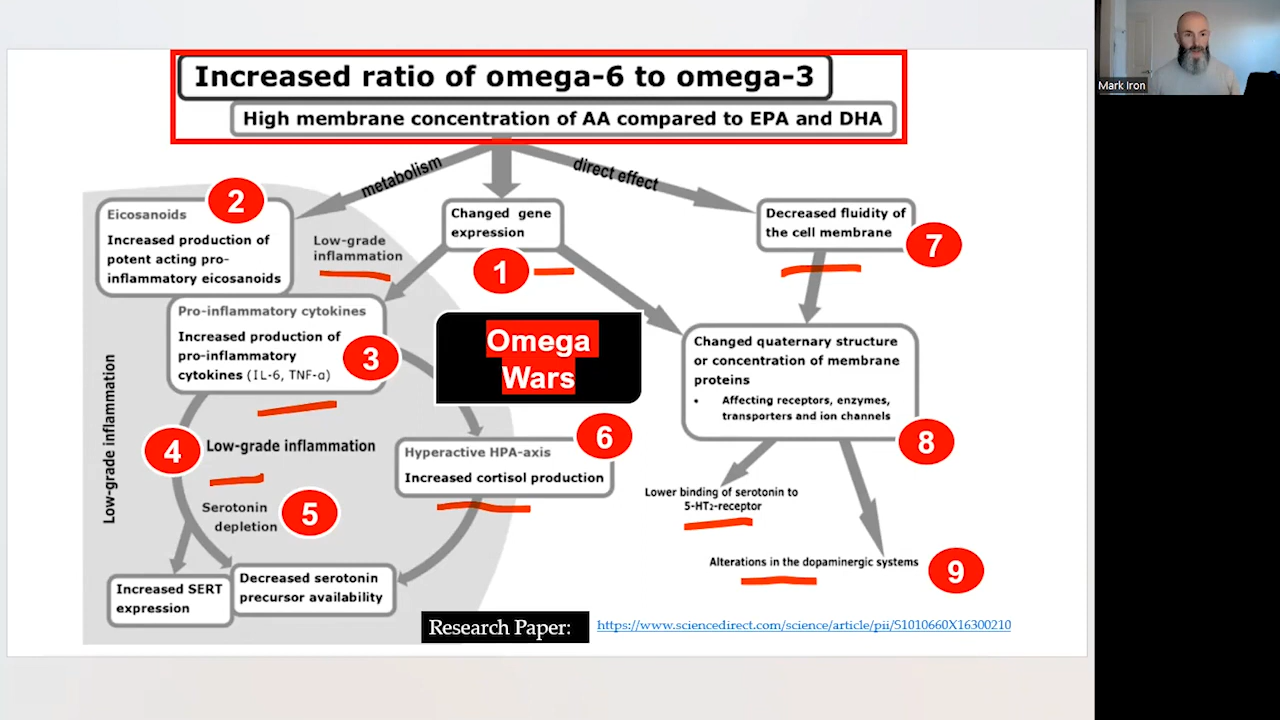 Increased ratio of omega-6 to omega-3
High membrane concentration of AA compared to EPA and DHA
metabolism
direct effect
2
Eicosanoids
Increased production of
potent acting pro-
inflammatory eicosanoids
Low-grade
inflammation
Changed gene
expression
1
Decreased fluidity of
the cell membrane
7
Pro-inflammatory cytokines
Increased production of
pro-inflammatory
cytokines (IL-6, TNF-α)
3
Omega
Wars
Changed quaternary structure
or concentration of membrane
proteins
• Affecting receptors, enzymes,
transporters and ion channels
8
Low-grade inflammation
4
Low-grade inflammation
6
Hyperactive HPA-axis
Increased cortisol production
Serotonin
depletion
5
Lower binding of serotonin to
5-HT2-receptor
Alterations in the dopaminergic systems
9
Increased SERT
expression
Decreased serotonin
precursor availability
Research Paper:
https://www.sciencedirect.com/science/article/pii/S1010660X16300210
Mark Iron